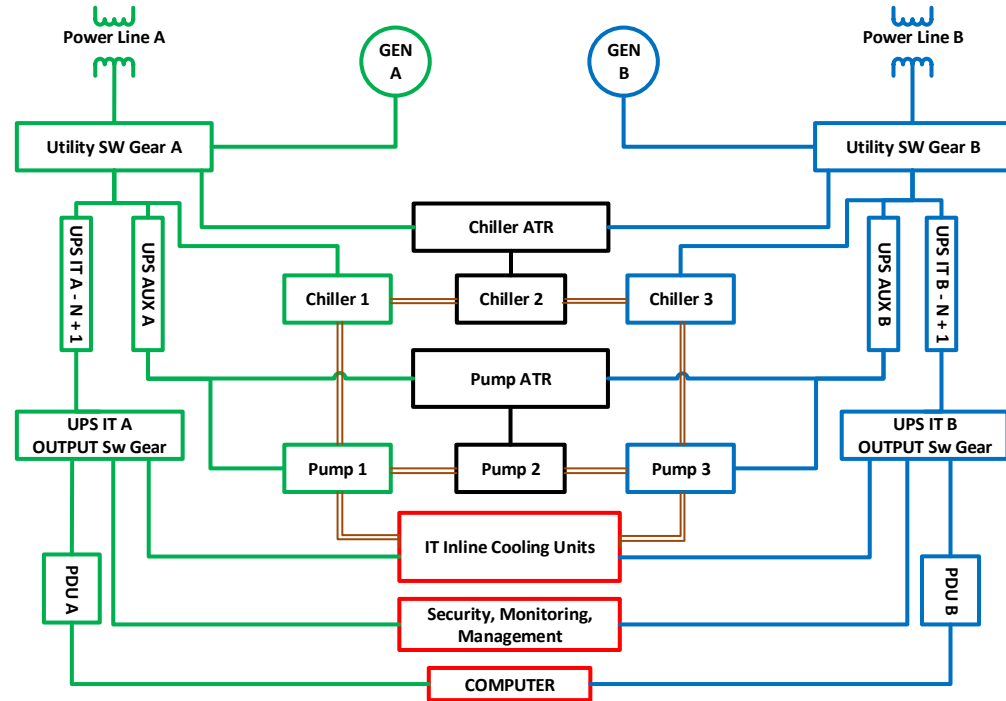 Power Line A
GEN
A
GEN
B
Power Line B
Utility SW Gear A
Utility SW Gear B
Chiller ATR
UPS IT A - N + 1
UPS AUX A
UPS AUX B
UPS IT B - N + 1
Chiller 1
Chiller 2
Chiller 3
Pump ATR
UPS IT A
OUTPUT Sw Gear
UPS IT B
OUTPUT Sw Gear
Pump 1
Pump 2
Pump 3
IT Inline Cooling Units
PDU A
PDU B
Security, Monitoring,
Management
COMPUTER